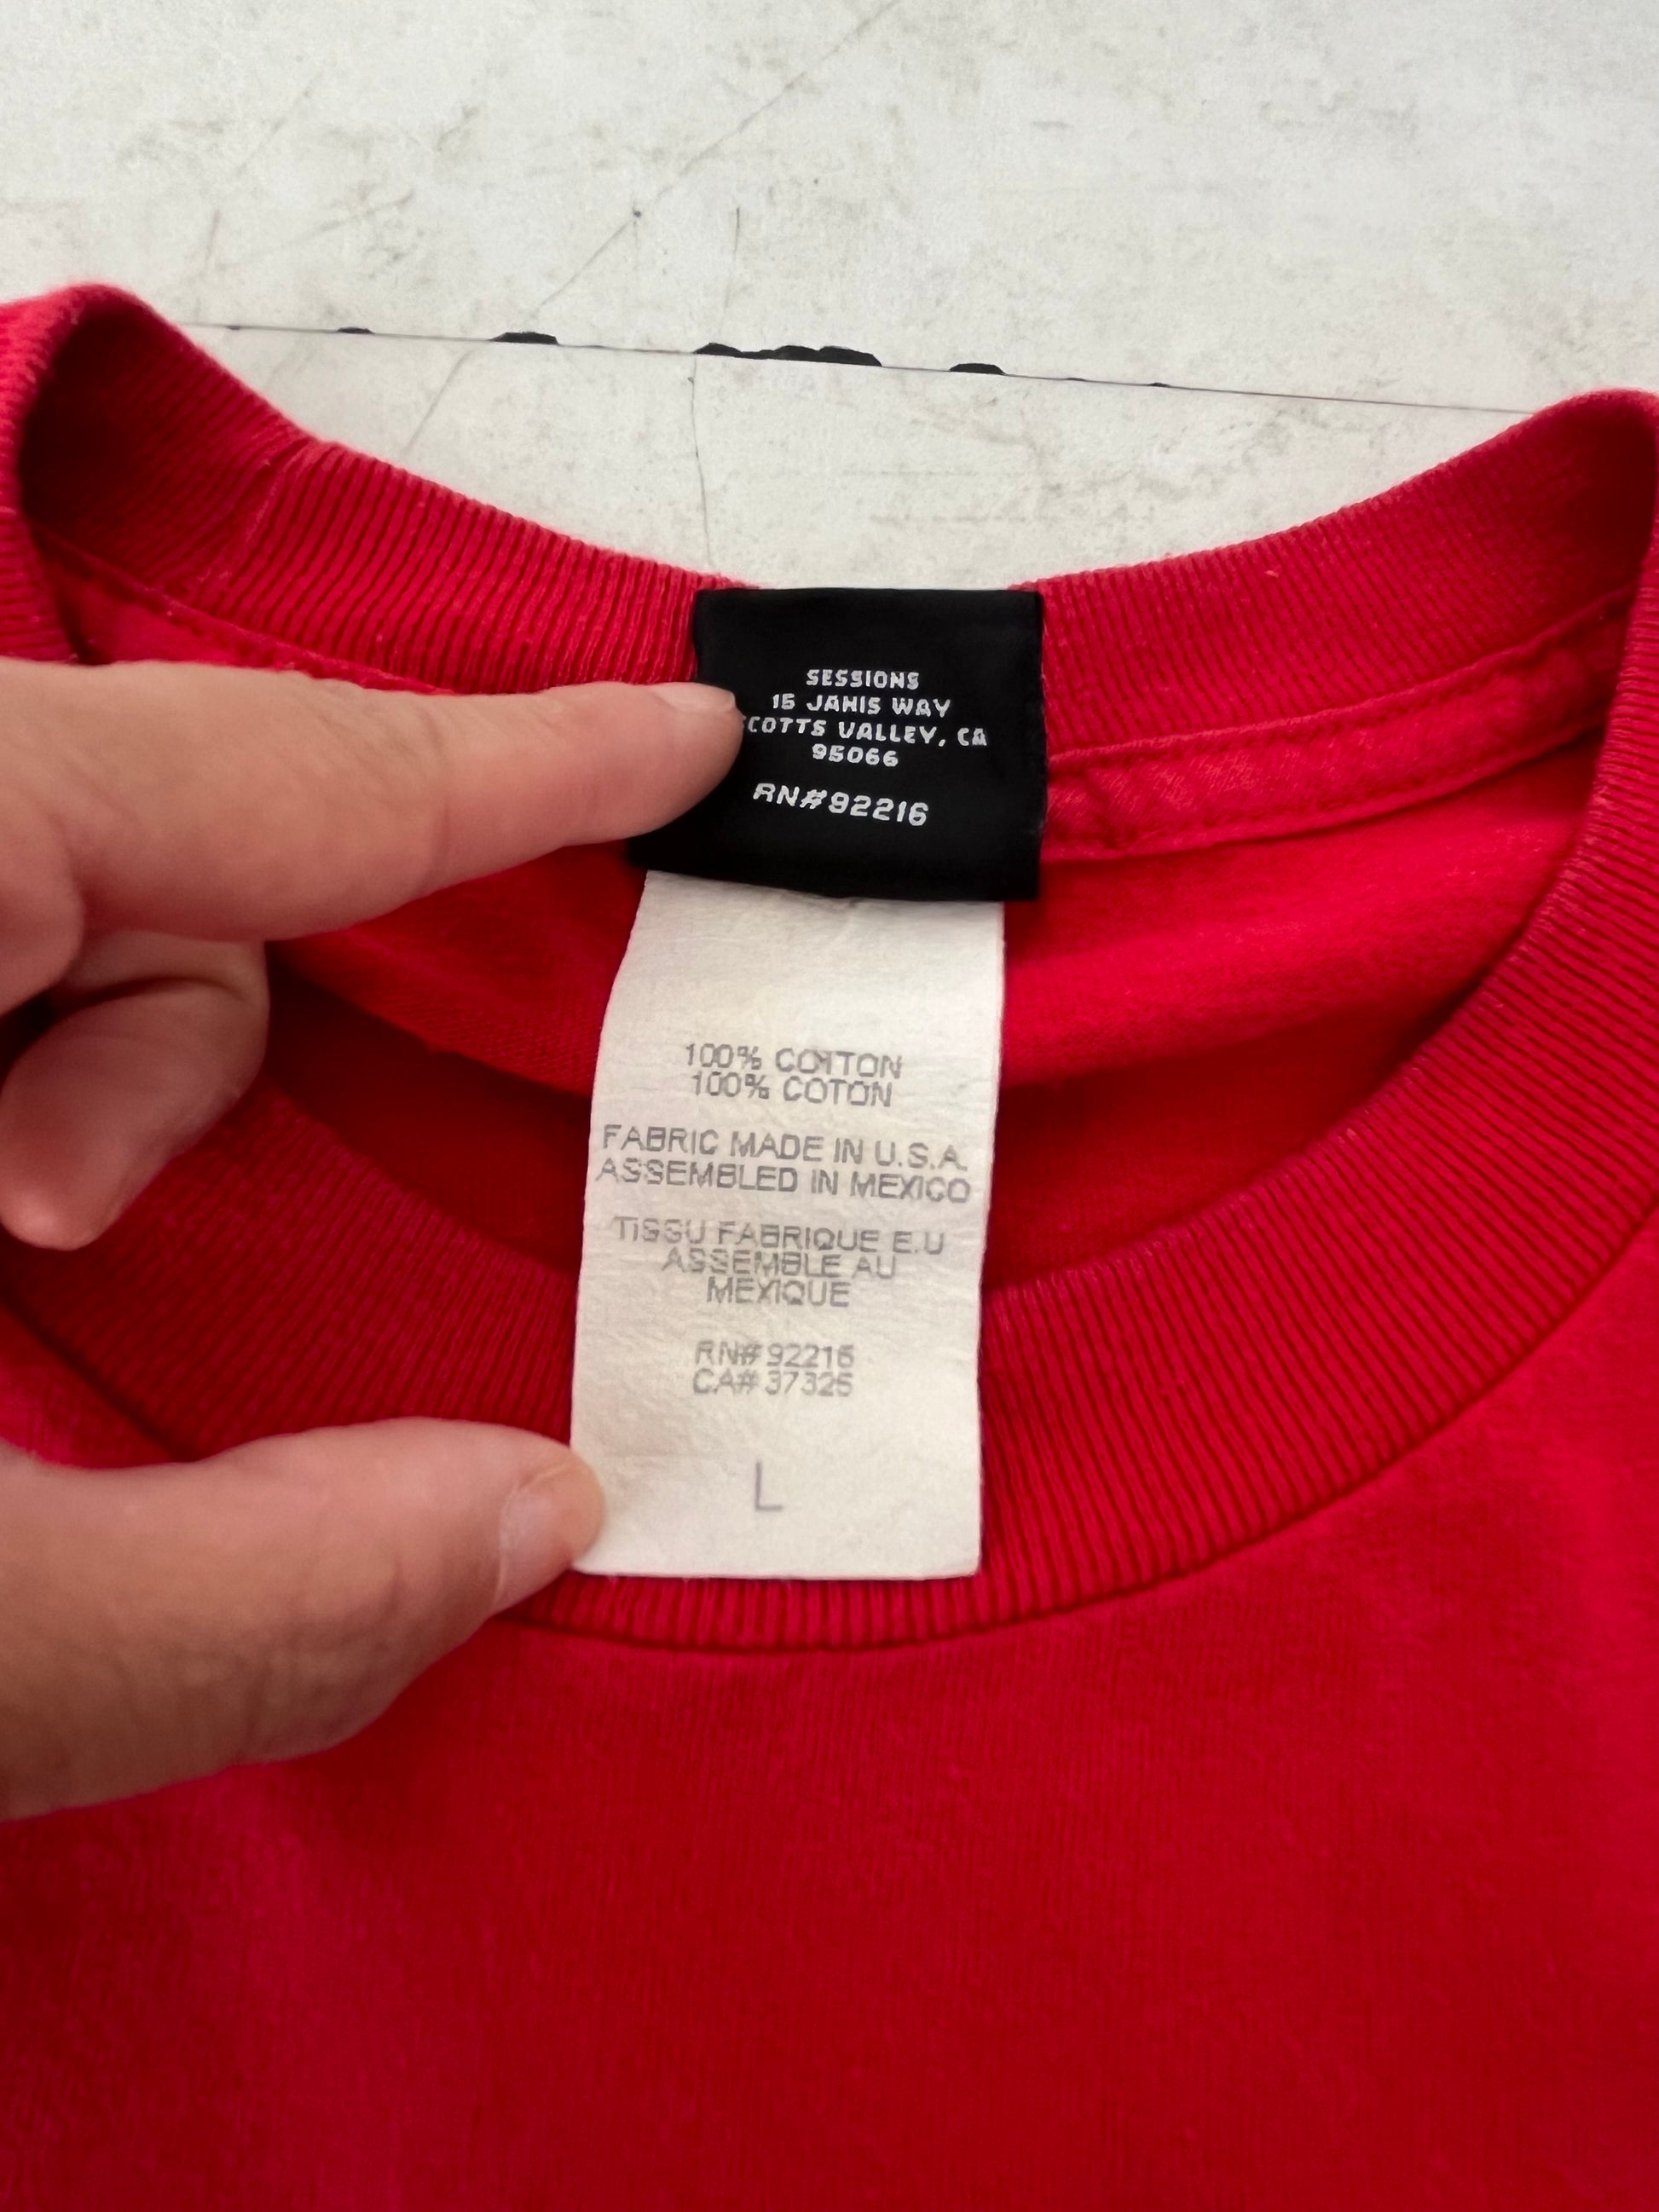 SESSIONS
15 JANIS WAY
SCOTTS VALLEY, CA
95066
RN#92216
100% COTTON
100% COTON
FABRIC MADE IN U.S.A.
ASSEMBLED IN MEXICO
TISSU FABRIQUE E.U
ASSEMBLE AU
MEXIQUE
RN#92216
CA#37325
L